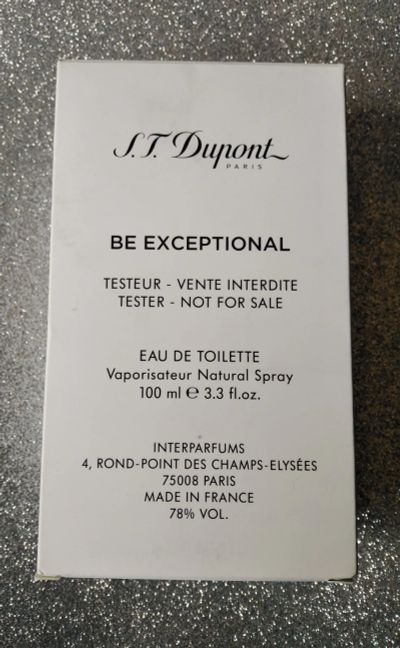 S.T. Dupont
PARIS
BE EXCEPTIONAL
TESTEUR - VENTE INTERDITE
TESTER - NOT FOR SALE
EAU DE TOILETTE
Vaporisateur Natural Spray
100 ml ℮ 3.3 fl.oz.
INTERPARFUMS
4, ROND-POINT DES CHAMPS-ELYSÉES
75008 PARIS
MADE IN FRANCE
78% VOL.